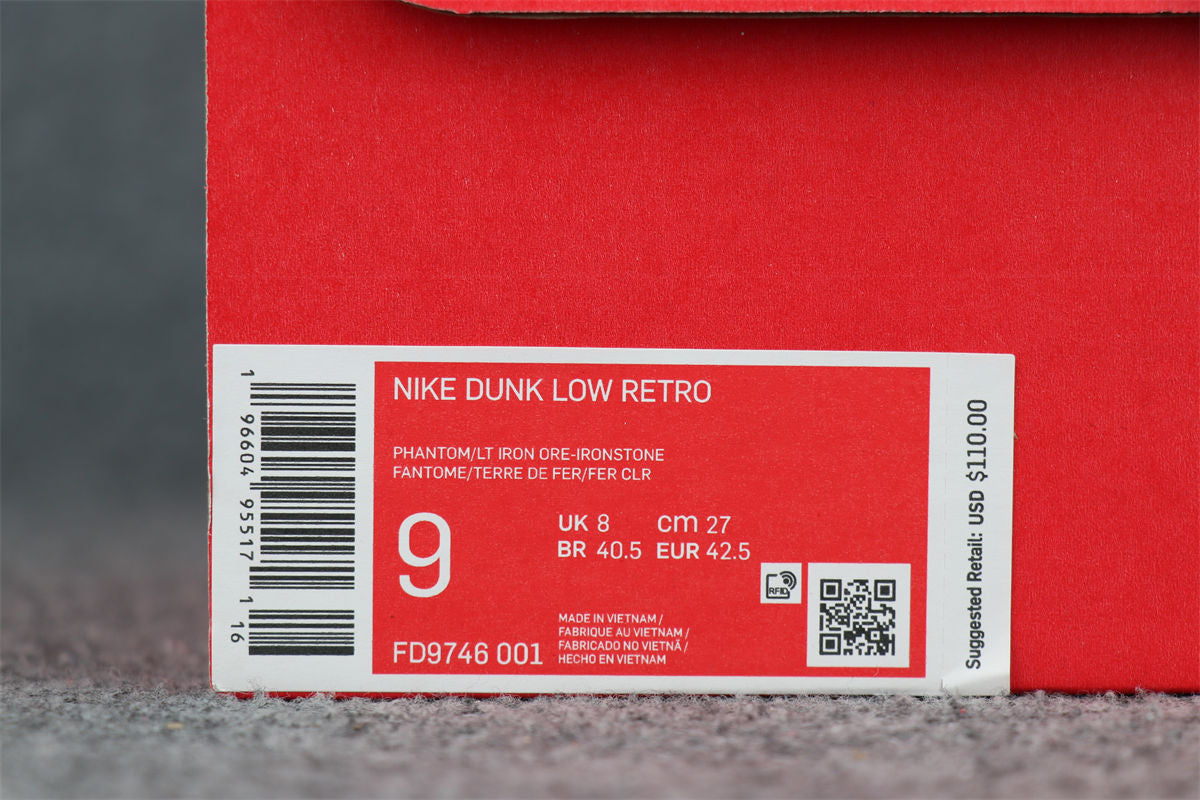 NIKE DUNK LOW RETRO
PHANTOM/LT IRON ORE-IRONSTONE
FANTOME/TERRE DE FER/FER CLR
9
UK 8 cm 27
BR 40.5 EUR 42.5
FD9746 001
MADE IN VIETNAM /
FABRIQUE AU VIETNAM /
FABRICADO NO VIETNÃ /
HECHO EN VIETNAM
RFID
1 96604 95517 1 16
Suggested Retail: USD $110.00